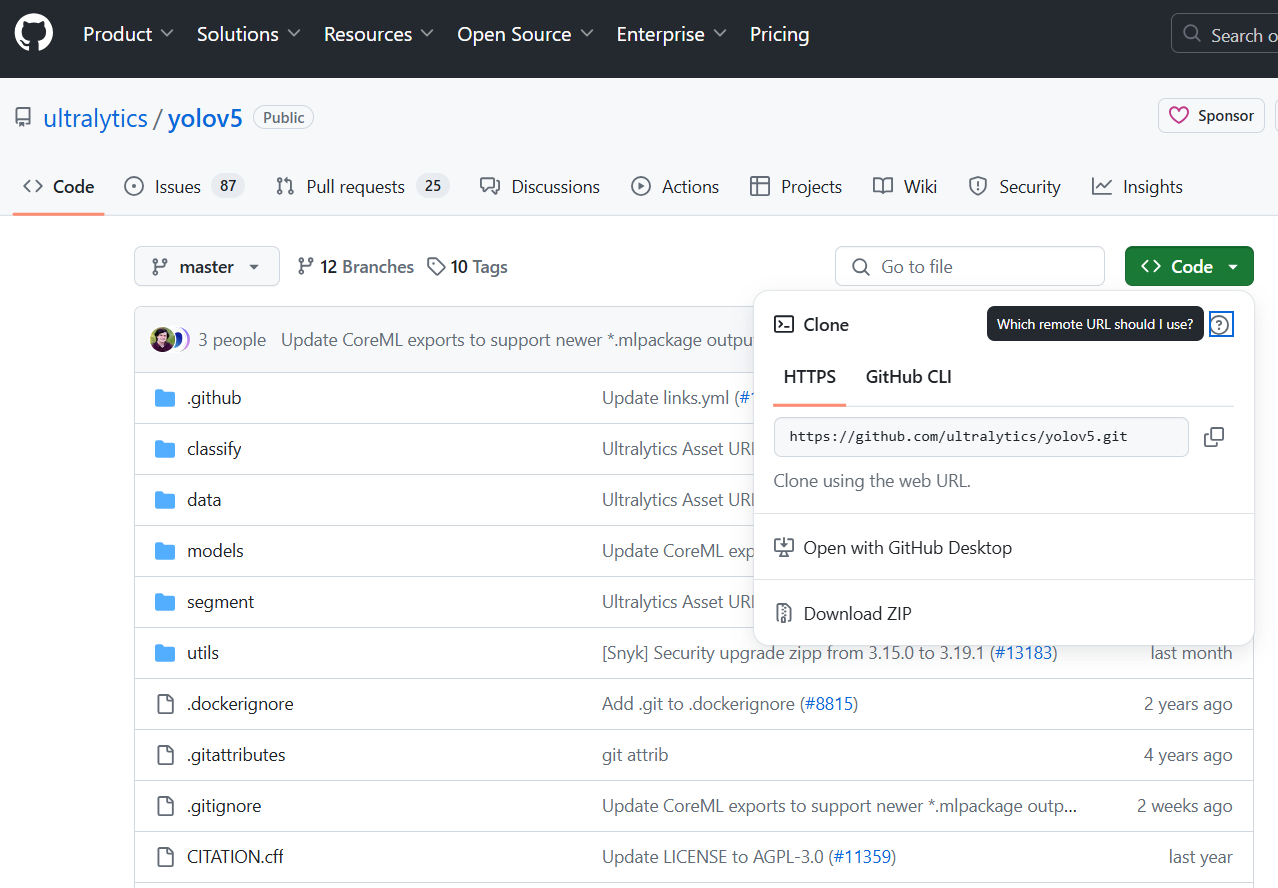 Product Solutions Resources Open Source Enterprise Pricing Search o
ultralytics / yolov5 Public Sponsor
Code Issues 87 Pull requests 25 Discussions Actions Projects Wiki Security Insights
master 12 Branches 10 Tags Go to file Code
3 people Update CoreML exports to support newer *.mlpackage outpu
Clone Which remote URL should I use?
HTTPS GitHub CLI
https://github.com/ultralytics/yolov5.git
Clone using the web URL.
Open with GitHub Desktop
Download ZIP
.github Update links.yml (#1
classify Ultralytics Asset URL
data Ultralytics Asset URL
models Update CoreML exp
segment Ultralytics Asset URL
utils [Snyk] Security upgrade zipp from 3.15.0 to 3.19.1 (#13183) last month
.dockerignore Add .git to .dockerignore (#8815) 2 years ago
.gitattributes git attrib 4 years ago
.gitignore Update CoreML exports to support newer *.mlpackage outp... 2 weeks ago
CITATION.cff Update LICENSE to AGPL-3.0 (#11359) last year